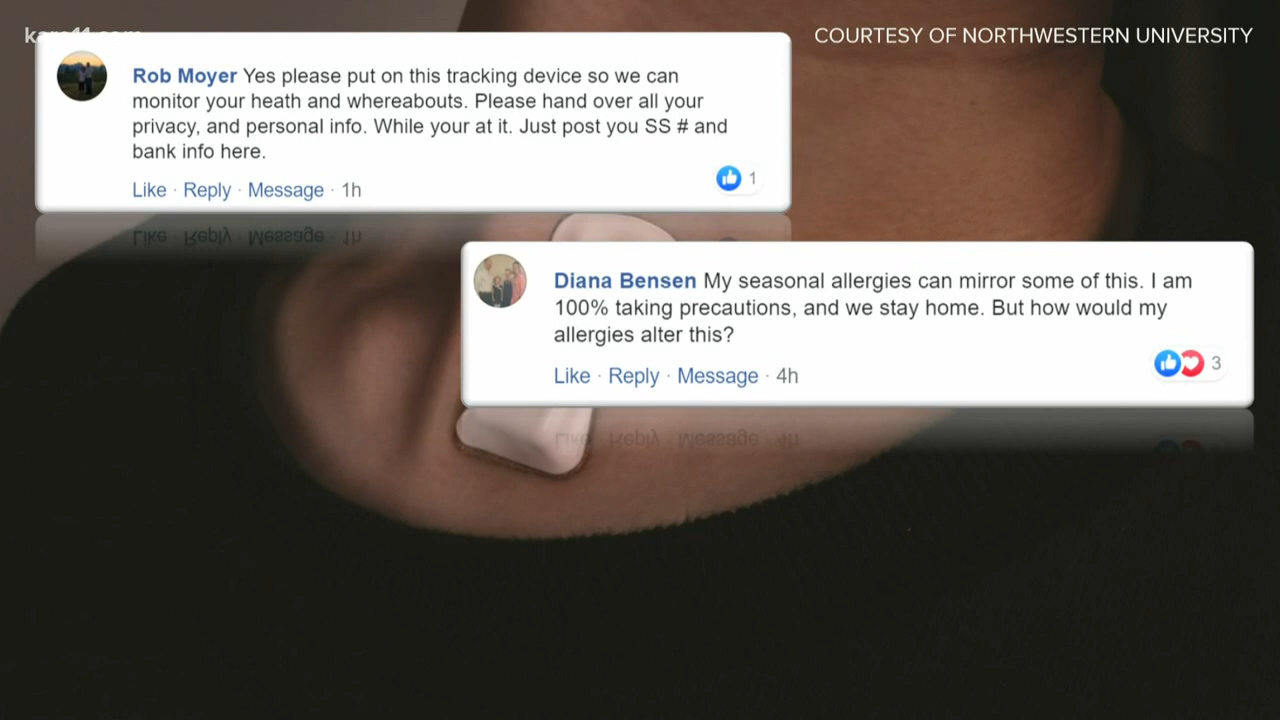 COURTESY OF NORTHWESTERN UNIVERSITY
Rob Moyer Yes please put on this tracking device so we can
monitor your heath and whereabouts. Please hand over all your
privacy, and personal info. While your at it. Just post you SS # and
bank info here.
Like · Reply · Message · 1h
1
Diana Bensen My seasonal allergies can mirror some of this. I am
100% taking precautions, and we stay home. But how would my
allergies alter this?
Like · Reply · Message · 4h
3